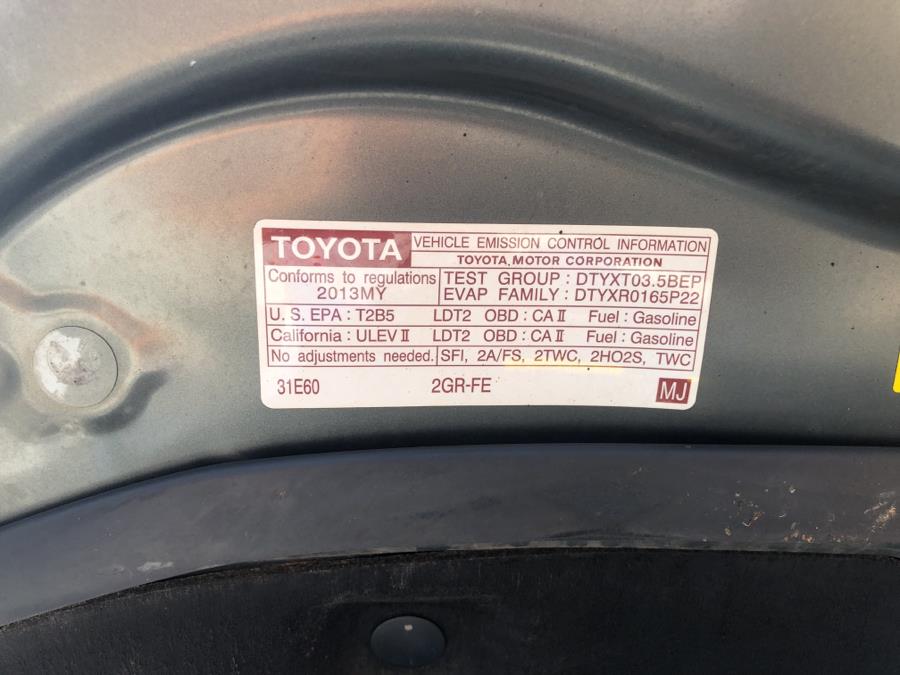 TOYOTA VEHICLE EMISSION CONTROL INFORMATION
TOYOTA MOTOR CORPORATION
Conforms to regulations TEST GROUP : DTYXT03.5BEP
2013MY EVAP FAMILY : DTYXR0165P22
U. S. EPA : T2B5 LDT2 OBD : CA II Fuel : Gasoline
California : ULEV II LDT2 OBD : CA II Fuel : Gasoline
No adjustments needed. SFI, 2A/FS, 2TWC, 2HO2S, TWC
31E60 2GR-FE MJ